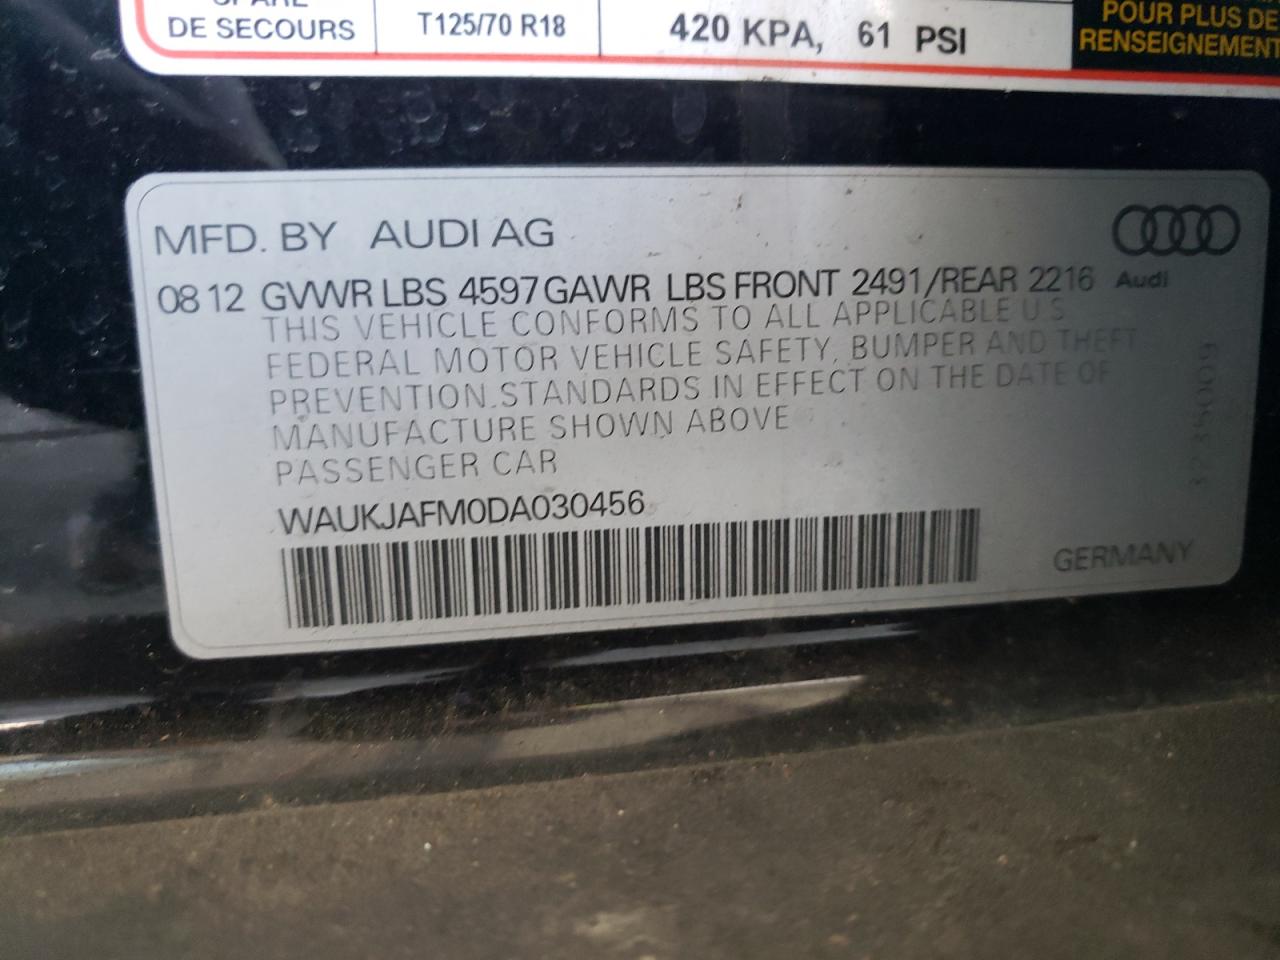 DE SECOURS
T125/70 R18
420 KPA, 61 PSI
POUR PLUS DE
RENSEIGNEMENT
MFD. BY AUDI AG
Audi
08 12 GVWR LBS 4597 GAWR LBS FRONT 2491/REAR 2216
THIS VEHICLE CONFORMS TO ALL APPLICABLE U S
FEDERAL MOTOR VEHICLE SAFETY, BUMPER AND THEFT
PREVENTION STANDARDS IN EFFECT ON THE DATE OF
MANUFACTURE SHOWN ABOVE
PASSENGER CAR
WAUKJAFM0DA030456
GERMANY